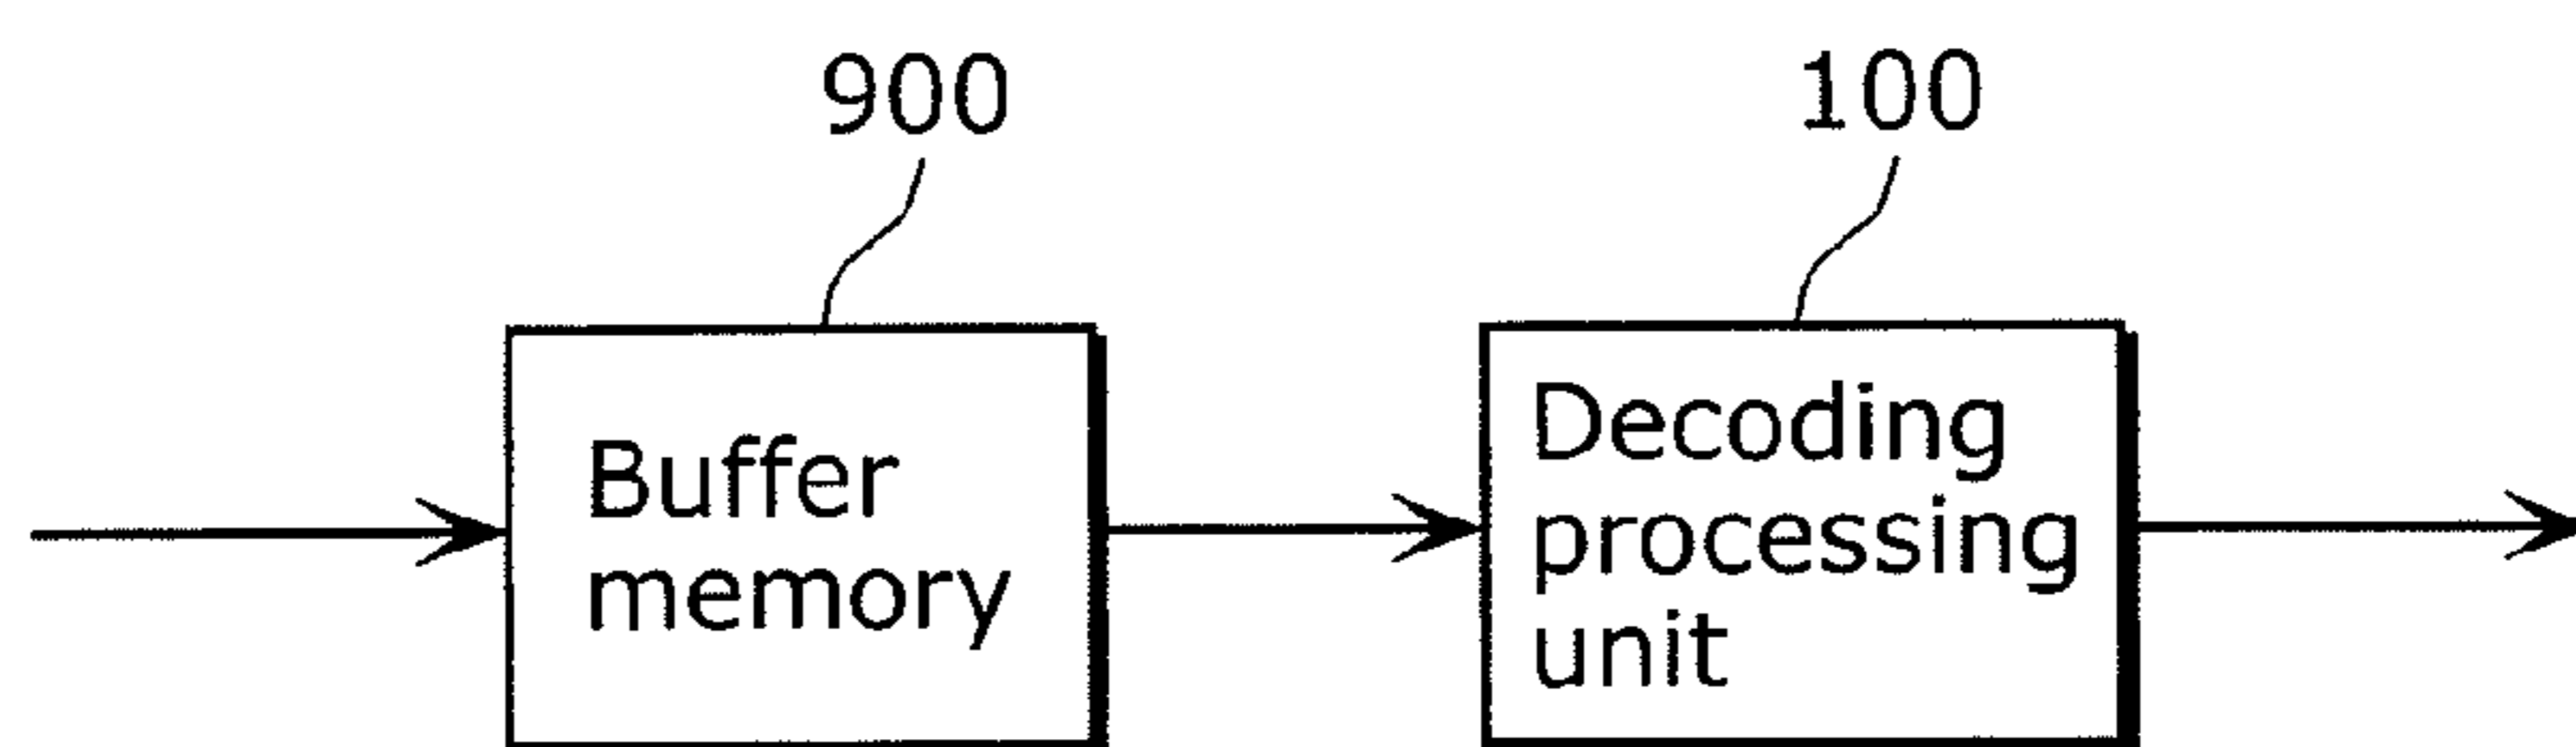 900
100
Buffer
memory
Decoding
processing
unit